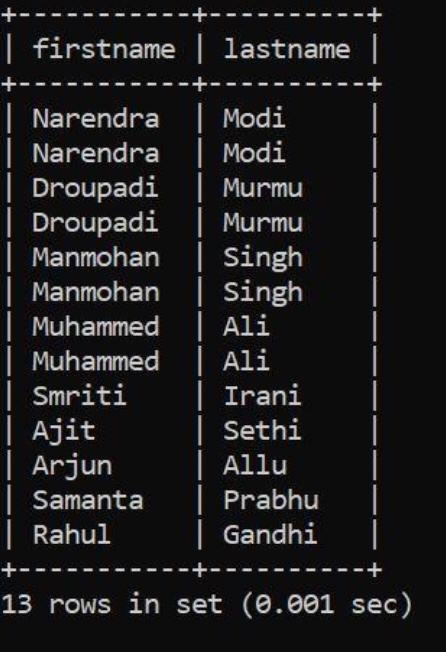 +-----------+----------+
| firstname | lastname |
+-----------+----------+
| Narendra  | Modi     |
| Narendra  | Modi     |
| Droupadi  | Murmu    |
| Droupadi  | Murmu    |
| Manmohan  | Singh    |
| Manmohan  | Singh    |
| Muhammed  | Ali      |
| Muhammed  | Ali      |
| Smriti    | Irani    |
| Ajit      | Sethi    |
| Arjun     | Allu     |
| Samanta   | Prabhu   |
| Rahul     | Gandhi   |
+-----------+----------+
13 rows in set (0.001 sec)